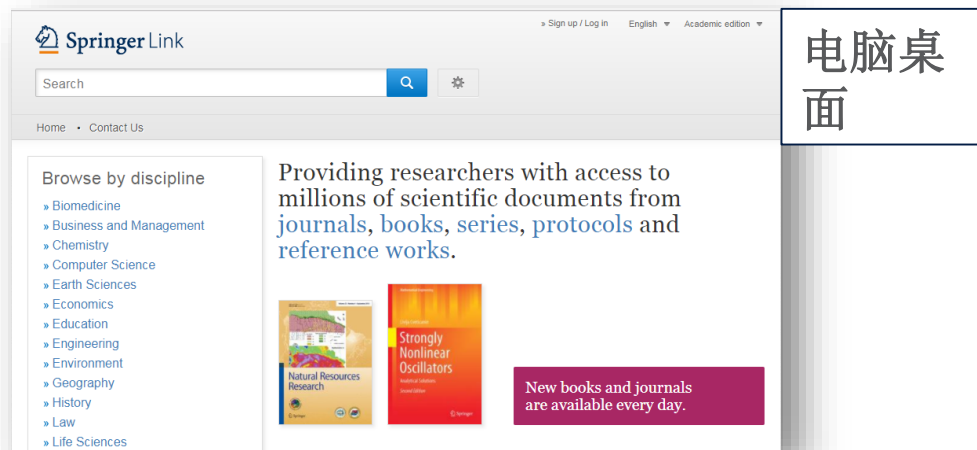 » Sign up / Log in English Academic edition
Springer Link
Search
Home • Contact Us
电脑桌
面
Browse by discipline
» Biomedicine
» Business and Management
» Chemistry
» Computer Science
» Earth Sciences
» Economics
» Education
» Engineering
» Environment
» Geography
» History
» Law
» Life Sciences
Providing researchers with access to
millions of scientific documents from
journals, books, series, protocols and
reference works.
Natural Resources
Research
Springer
Strongly
Nonlinear
Oscillators
Analytical Solutions
Second Edition
Springer
New books and journals
are available every day.